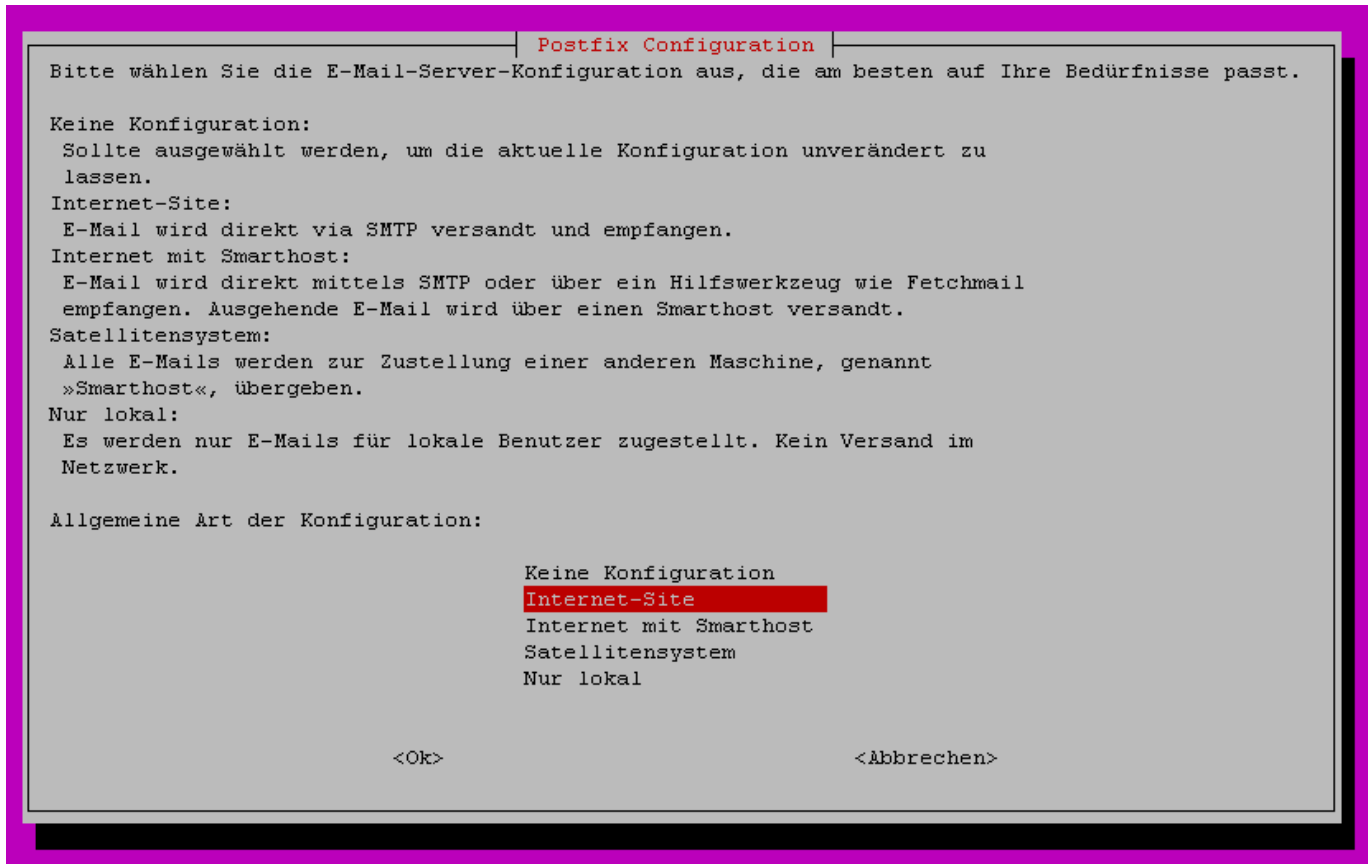 Postfix Configuration
Bitte wählen Sie die E-Mail-Server-Konfiguration aus, die am besten auf Ihre Bedürfnisse passt.
Keine Konfiguration:
Sollte ausgewählt werden, um die aktuelle Konfiguration unverändert zu
lassen.
Internet-Site:
E-Mail wird direkt via SMTP versandt und empfangen.
Internet mit Smarthost:
E-Mail wird direkt mittels SMTP oder über ein Hilfswerkzeug wie Fetchmail
empfangen. Ausgehende E-Mail wird über einen Smarthost versandt.
Satellitensystem:
Alle E-Mails werden zur Zustellung einer anderen Maschine, genannt
»Smarthost«, übergeben.
Nur lokal:
Es werden nur E-Mails für lokale Benutzer zugestellt. Kein Versand im
Netzwerk.
Allgemeine Art der Konfiguration:
Keine Konfiguration
Internet-Site
Internet mit Smarthost
Satellitensystem
Nur lokal
<Ok> <Abbrechen>